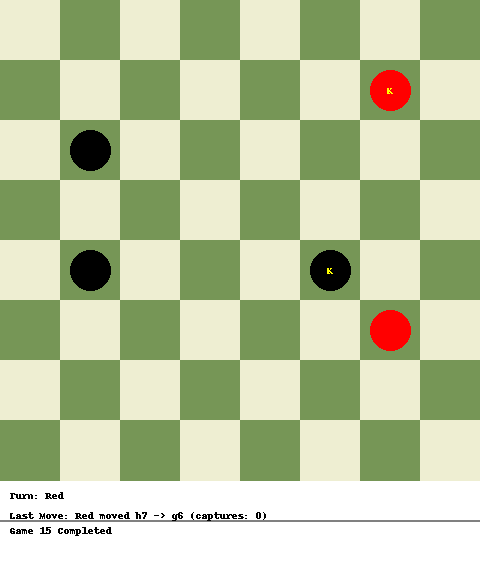 K
K
Turn: Red
Last Move: Red moved h7 -> g6 (captures: 0)
Game 15 Completed